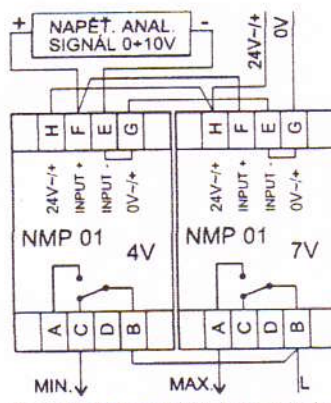 + NAPĚT. ANAL. -
SIGNÁL 0÷10V
24V~/+
0V
H F E G
H F E G
24V~/+
INPUT +
INPUT -
0V~/+
24V~/+
INPUT +
INPUT -
0V~/+
NMP 01
4V
NMP 01
7V
A C D B
A C D B
MIN.
MAX.
L